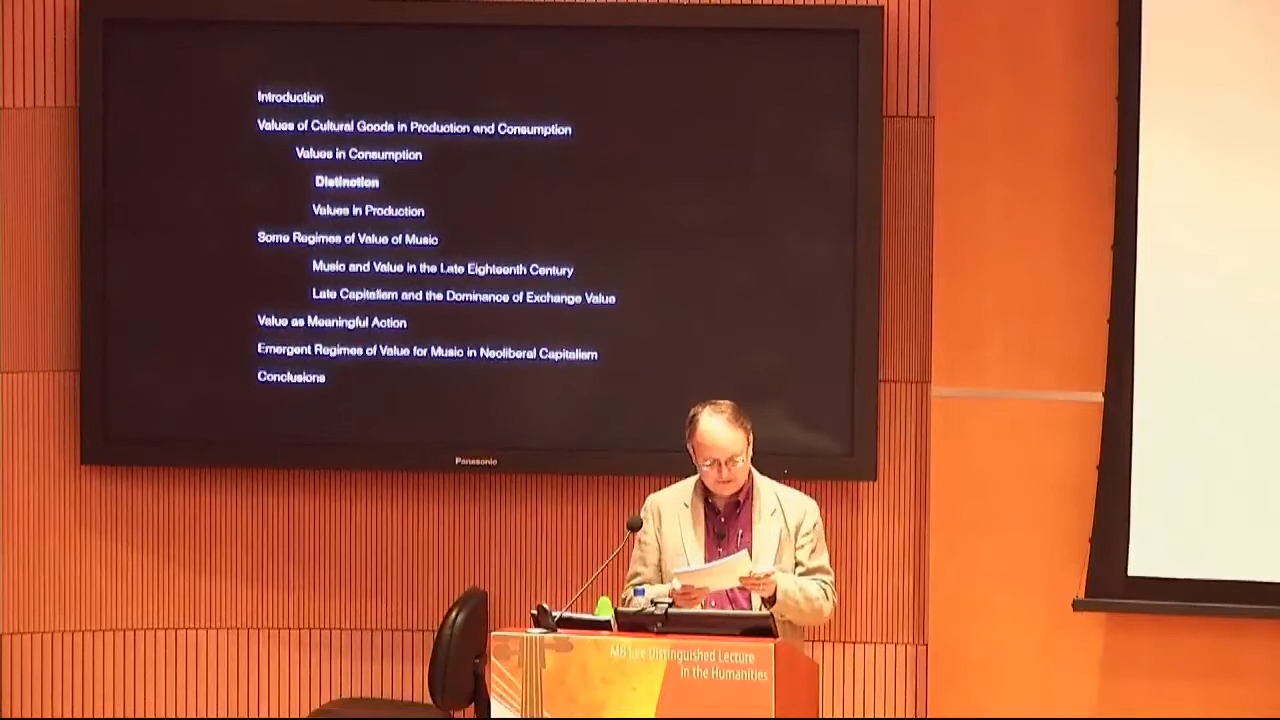 Introduction
Values of Cultural Goods in Production and Consumption
Values in Consumption
Distinction
Values in Production
Some Regimes of Value of Music
Music and Value in the Late Eighteenth Century
Late Capitalism and the Dominance of Exchange Value
Value as Meaningful Action
Emergent Regimes of Value for Music in Neoliberal Capitalism
Conclusions
Panasonic
MB Lee Distinguished Lecture
in the Humanities